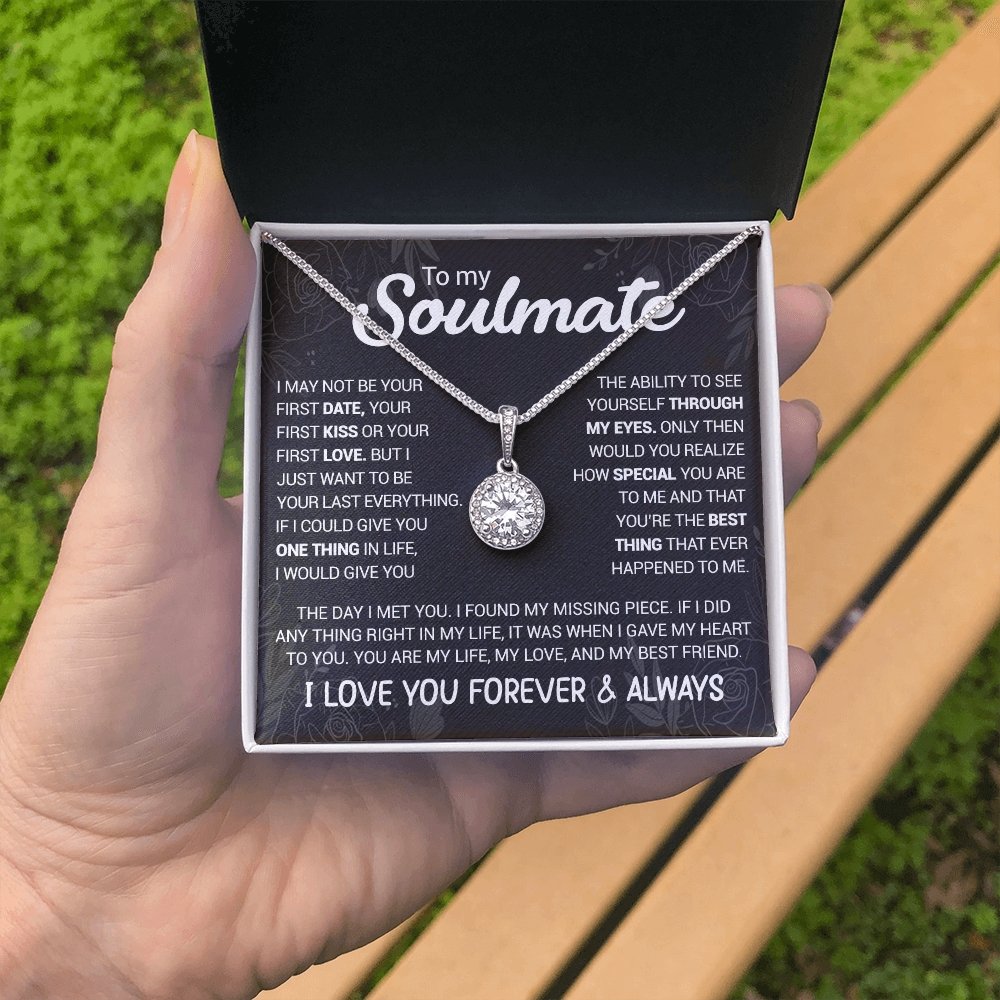 To my
Soulmate
I MAY NOT BE YOUR
FIRST DATE, YOUR
FIRST KISS OR YOUR
FIRST LOVE. BUT I
JUST WANT TO BE
YOUR LAST EVERYTHING.
IF I COULD GIVE YOU
ONE THING IN LIFE,
I WOULD GIVE YOU
THE ABILITY TO SEE
YOURSELF THROUGH
MY EYES. ONLY THEN
WOULD YOU REALIZE
HOW SPECIAL YOU ARE
TO ME AND THAT
YOU'RE THE BEST
THING THAT EVER
HAPPENED TO ME.
THE DAY I MET YOU. I FOUND MY MISSING PIECE. IF I DID
ANY THING RIGHT IN MY LIFE, IT WAS WHEN I GAVE MY HEART
TO YOU. YOU ARE MY LIFE, MY LOVE, AND MY BEST FRIEND.
I LOVE YOU FOREVER & ALWAYS